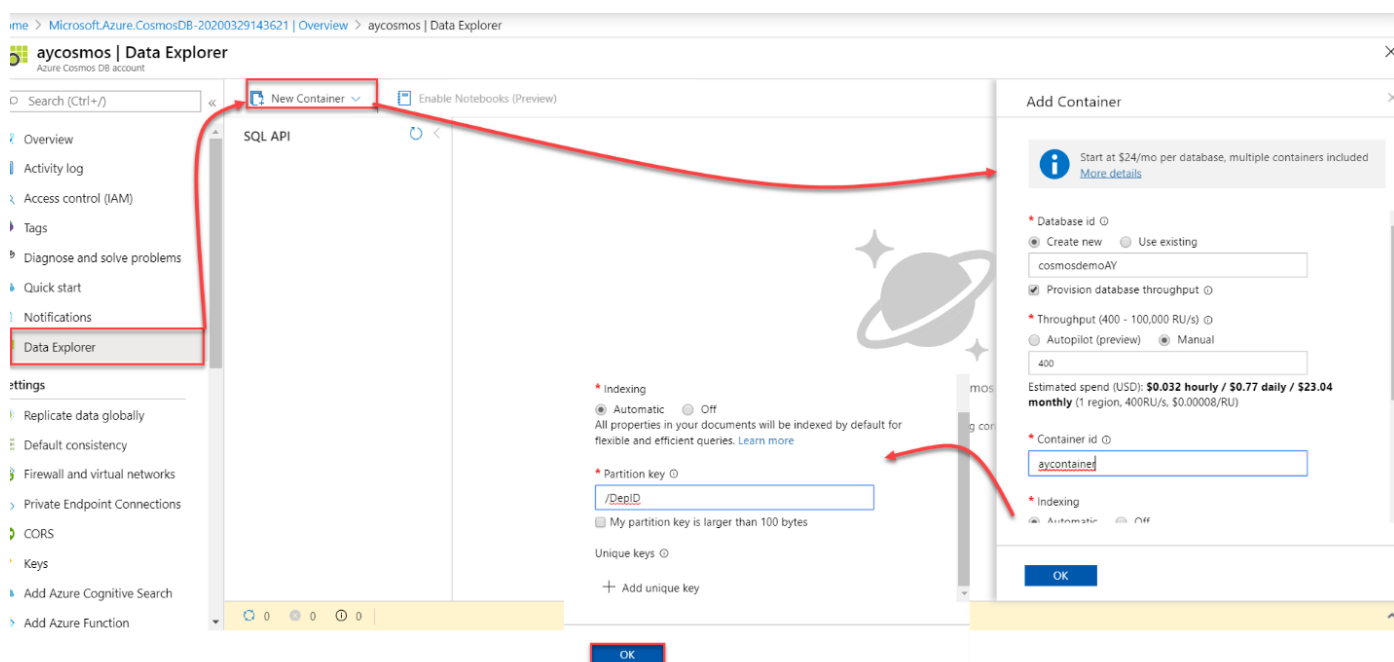 ome > Microsoft.Azure.CosmosDB-20200329143621 | Overview > aycosmos | Data Explorer
aycosmos | Data Explorer
Azure Cosmos DB account
Search (Ctrl+/)
«
Overview
Activity log
Access control (IAM)
Tags
Diagnose and solve problems
Quick start
Notifications
Data Explorer
ettings
Replicate data globally
Default consistency
Firewall and virtual networks
Private Endpoint Connections
CORS
Keys
Add Azure Cognitive Search
Add Azure Function
New Container
Enable Notebooks (Preview)
SQL API
0 0 0
mos
g con
* Indexing
Automatic Off
All properties in your documents will be indexed by default for
flexible and efficient queries. Learn more
* Partition key
/DepID
My partition key is larger than 100 bytes
Unique keys
+ Add unique key
OK
Add Container
Start at $24/mo per database, multiple containers included
More details
* Database id
Create new Use existing
cosmosdemoAY
Provision database throughput
* Throughput (400 - 100,000 RU/s)
Autopilot (preview) Manual
400
Estimated spend (USD): $0.032 hourly / $0.77 daily / $23.04
monthly (1 region, 400RU/s, $0.00008/RU)
* Container id
aycontainer
* Indexing
Automatic Off
OK